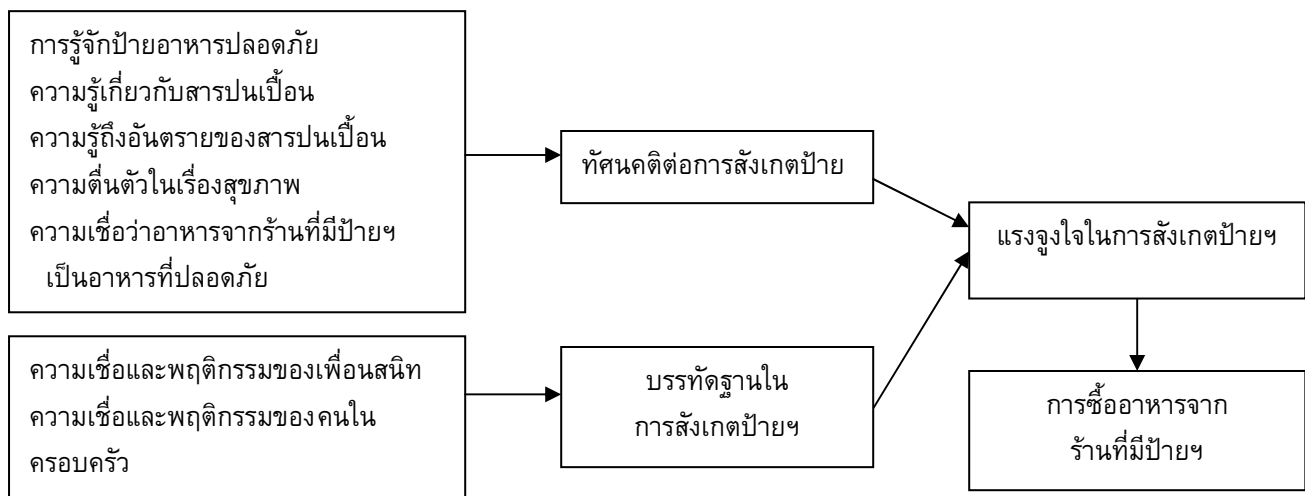 การรู้จักป้ายอาหารปลอดภัย
ความรู้เกี่ยวกับสารปนเปื้อน
ความรู้ถึงอันตรายของสารปนเปื้อน
ความตื่นตัวในเรื่องสุขภาพ
ความเชื่อว่าอาหารจากร้านที่มีป้ายฯ
เป็นอาหารที่ปลอดภัย
ทัศนคติต่อการสังเกตป้าย
แรงจูงใจในการสังเกตป้ายฯ
ความเชื่อและพฤติกรรมของเพื่อนสนิท
ความเชื่อและพฤติกรรมของคนใน
ครอบครัว
บรรทัดฐานใน
การสังเกตป้ายฯ
การซื้ออาหารจาก
ร้านที่มีป้ายฯ